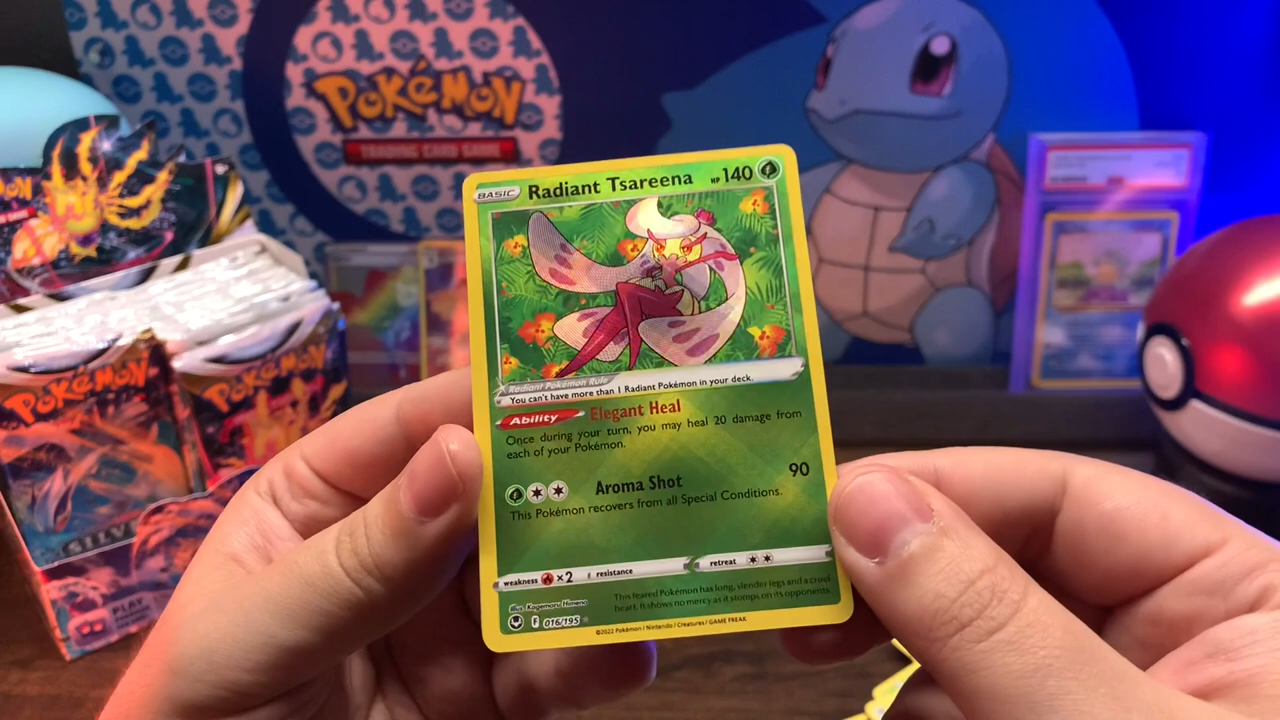 Pokémon
TRADING CARD GAME
BASIC Radiant Tsareena HP 140
Radiant Pokémon Rule
You can't have more than 1 Radiant Pokémon in your deck.
Ability Elegant Heal
Once during your turn, you may heal 20 damage from
each of your Pokémon.
Aroma Shot 90
This Pokémon recovers from all Special Conditions.
weakness ×2 resistance retreat
Illus. Kagemaru Himeno
This feared Pokémon has long, slender legs and a cruel
heart. It shows no mercy as it stomps on its opponents.
F 016/195
©2022 Pokémon / Nintendo / Creatures / GAME FREAK
POKéMON
SILV
PLAY
POKéMON